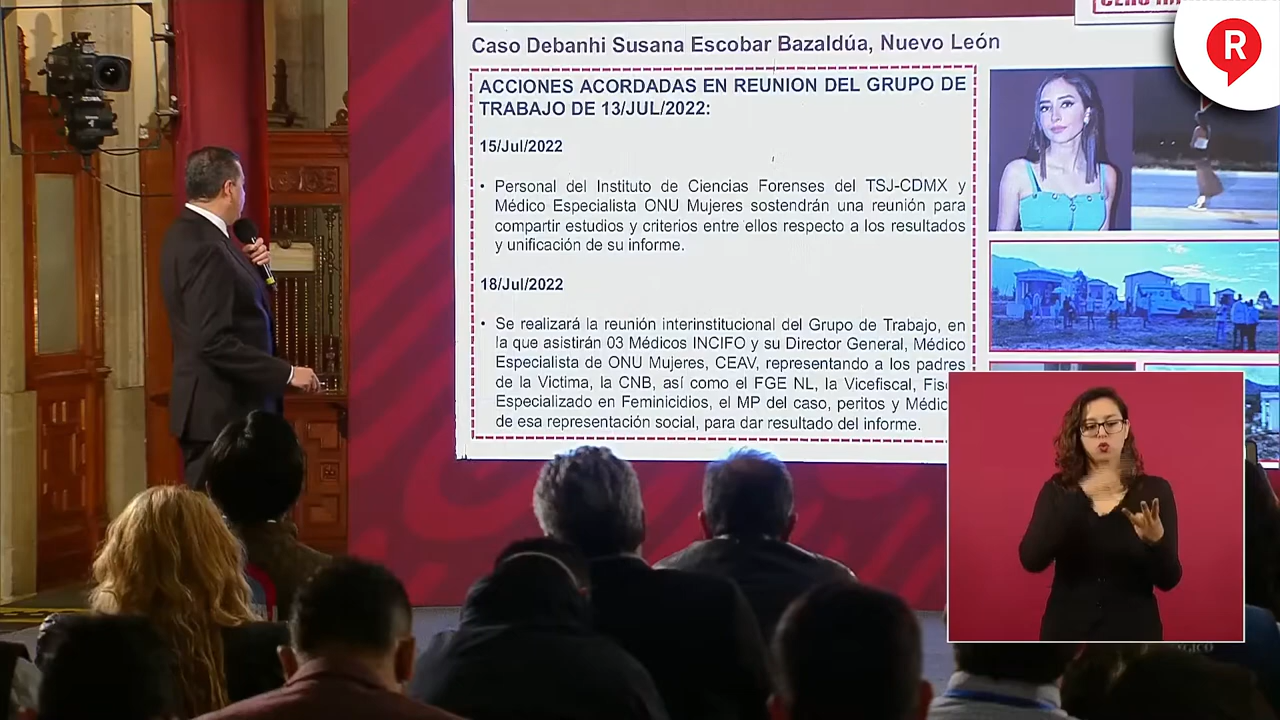 CERO
R
Caso Debanhi Susana Escobar Bazaldúa, Nuevo León
ACCIONES ACORDADAS EN REUNION DEL GRUPO DE
TRABAJO DE 13/JUL/2022:
15/Jul/2022
• Personal del Instituto de Ciencias Forenses del TSJ-CDMX y
Médico Especialista ONU Mujeres sostendrán una reunión para
compartir estudios y criterios entre ellos respecto a los resultados
y unificación de su informe.
18/Jul/2022
• Se realizará la reunión interinstitucional del Grupo de Trabajo, en
la que asistirán 03 Médicos INCIFO y su Director General, Médico
Especialista de ONU Mujeres, CEAV, representando a los padres
de la Victima, la CNB, así como el FGE NL, la Vicefiscal,
Especializado en Feminicidios, el MP del caso, peritos y
de esa representación social, para dar resultado del informe.